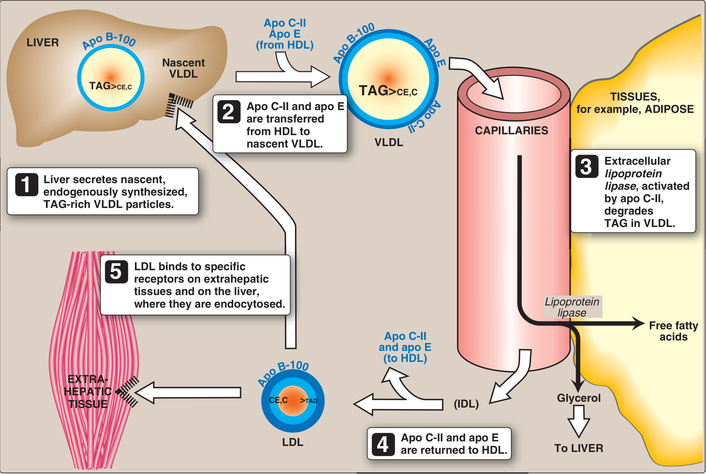 LIVER
Apo B-100
Nascent
VLDL
TAG>CE,C
Apo C-II
Apo E
(from HDL)
Apo B-100
Apo E
Apo C-II
TAG>CE,C
VLDL
2 Apo C-II and apo E
are transferred
from HDL to
nascent VLDL.
CAPILLARIES
TISSUES,
for example, ADIPOSE
1 Liver secretes nascent,
endogenously synthesized,
TAG-rich VLDL particles.
3 Extracellular
lipoprotein
lipase, activated
by apo C-II,
degrades
TAG in VLDL.
5 LDL binds to specific
receptors on extrahepatic
tissues and on the liver,
where they are endocytosed.
Lipoprotein
lipase
Free fatty
acids
Glycerol
To LIVER
Apo C-II
and apo E
(to HDL)
(IDL)
4 Apo C-II and apo E
are returned to HDL.
Apo B-100
CE,C >TAG
LDL
EXTRA-
HEPATIC
TISSUE